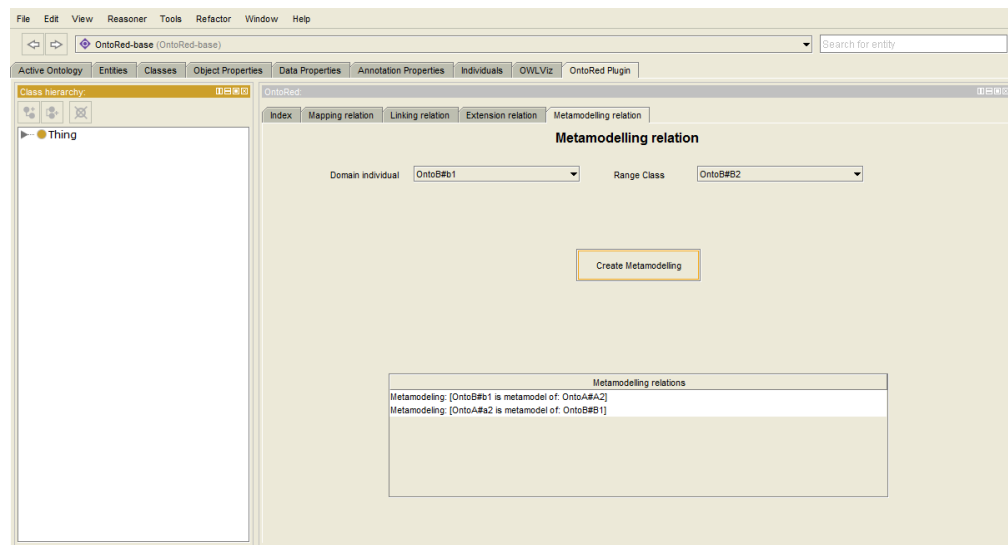 File Edit View Reasoner Tools Refactor Window Help
OntoRed-base (OntoRed-base)
Search for entity
Active Ontology Entities Classes Object Properties Data Properties Annotation Properties Individuals OWLViz OntoRed Plugin
Class hierarchy:
OntoRed:
Thing
Index Mapping relation Linking relation Extension relation Metamodelling relation
Metamodelling relation
Domain individual OntoB#b1 Range Class OntoB#B2
Create Metamodelling
Metamodelling relations
Metamodeling: [OntoB#b1 is metamodel of: OntoA#A2]
Metamodeling: [OntoA#a2 is metamodel of: OntoB#B1]